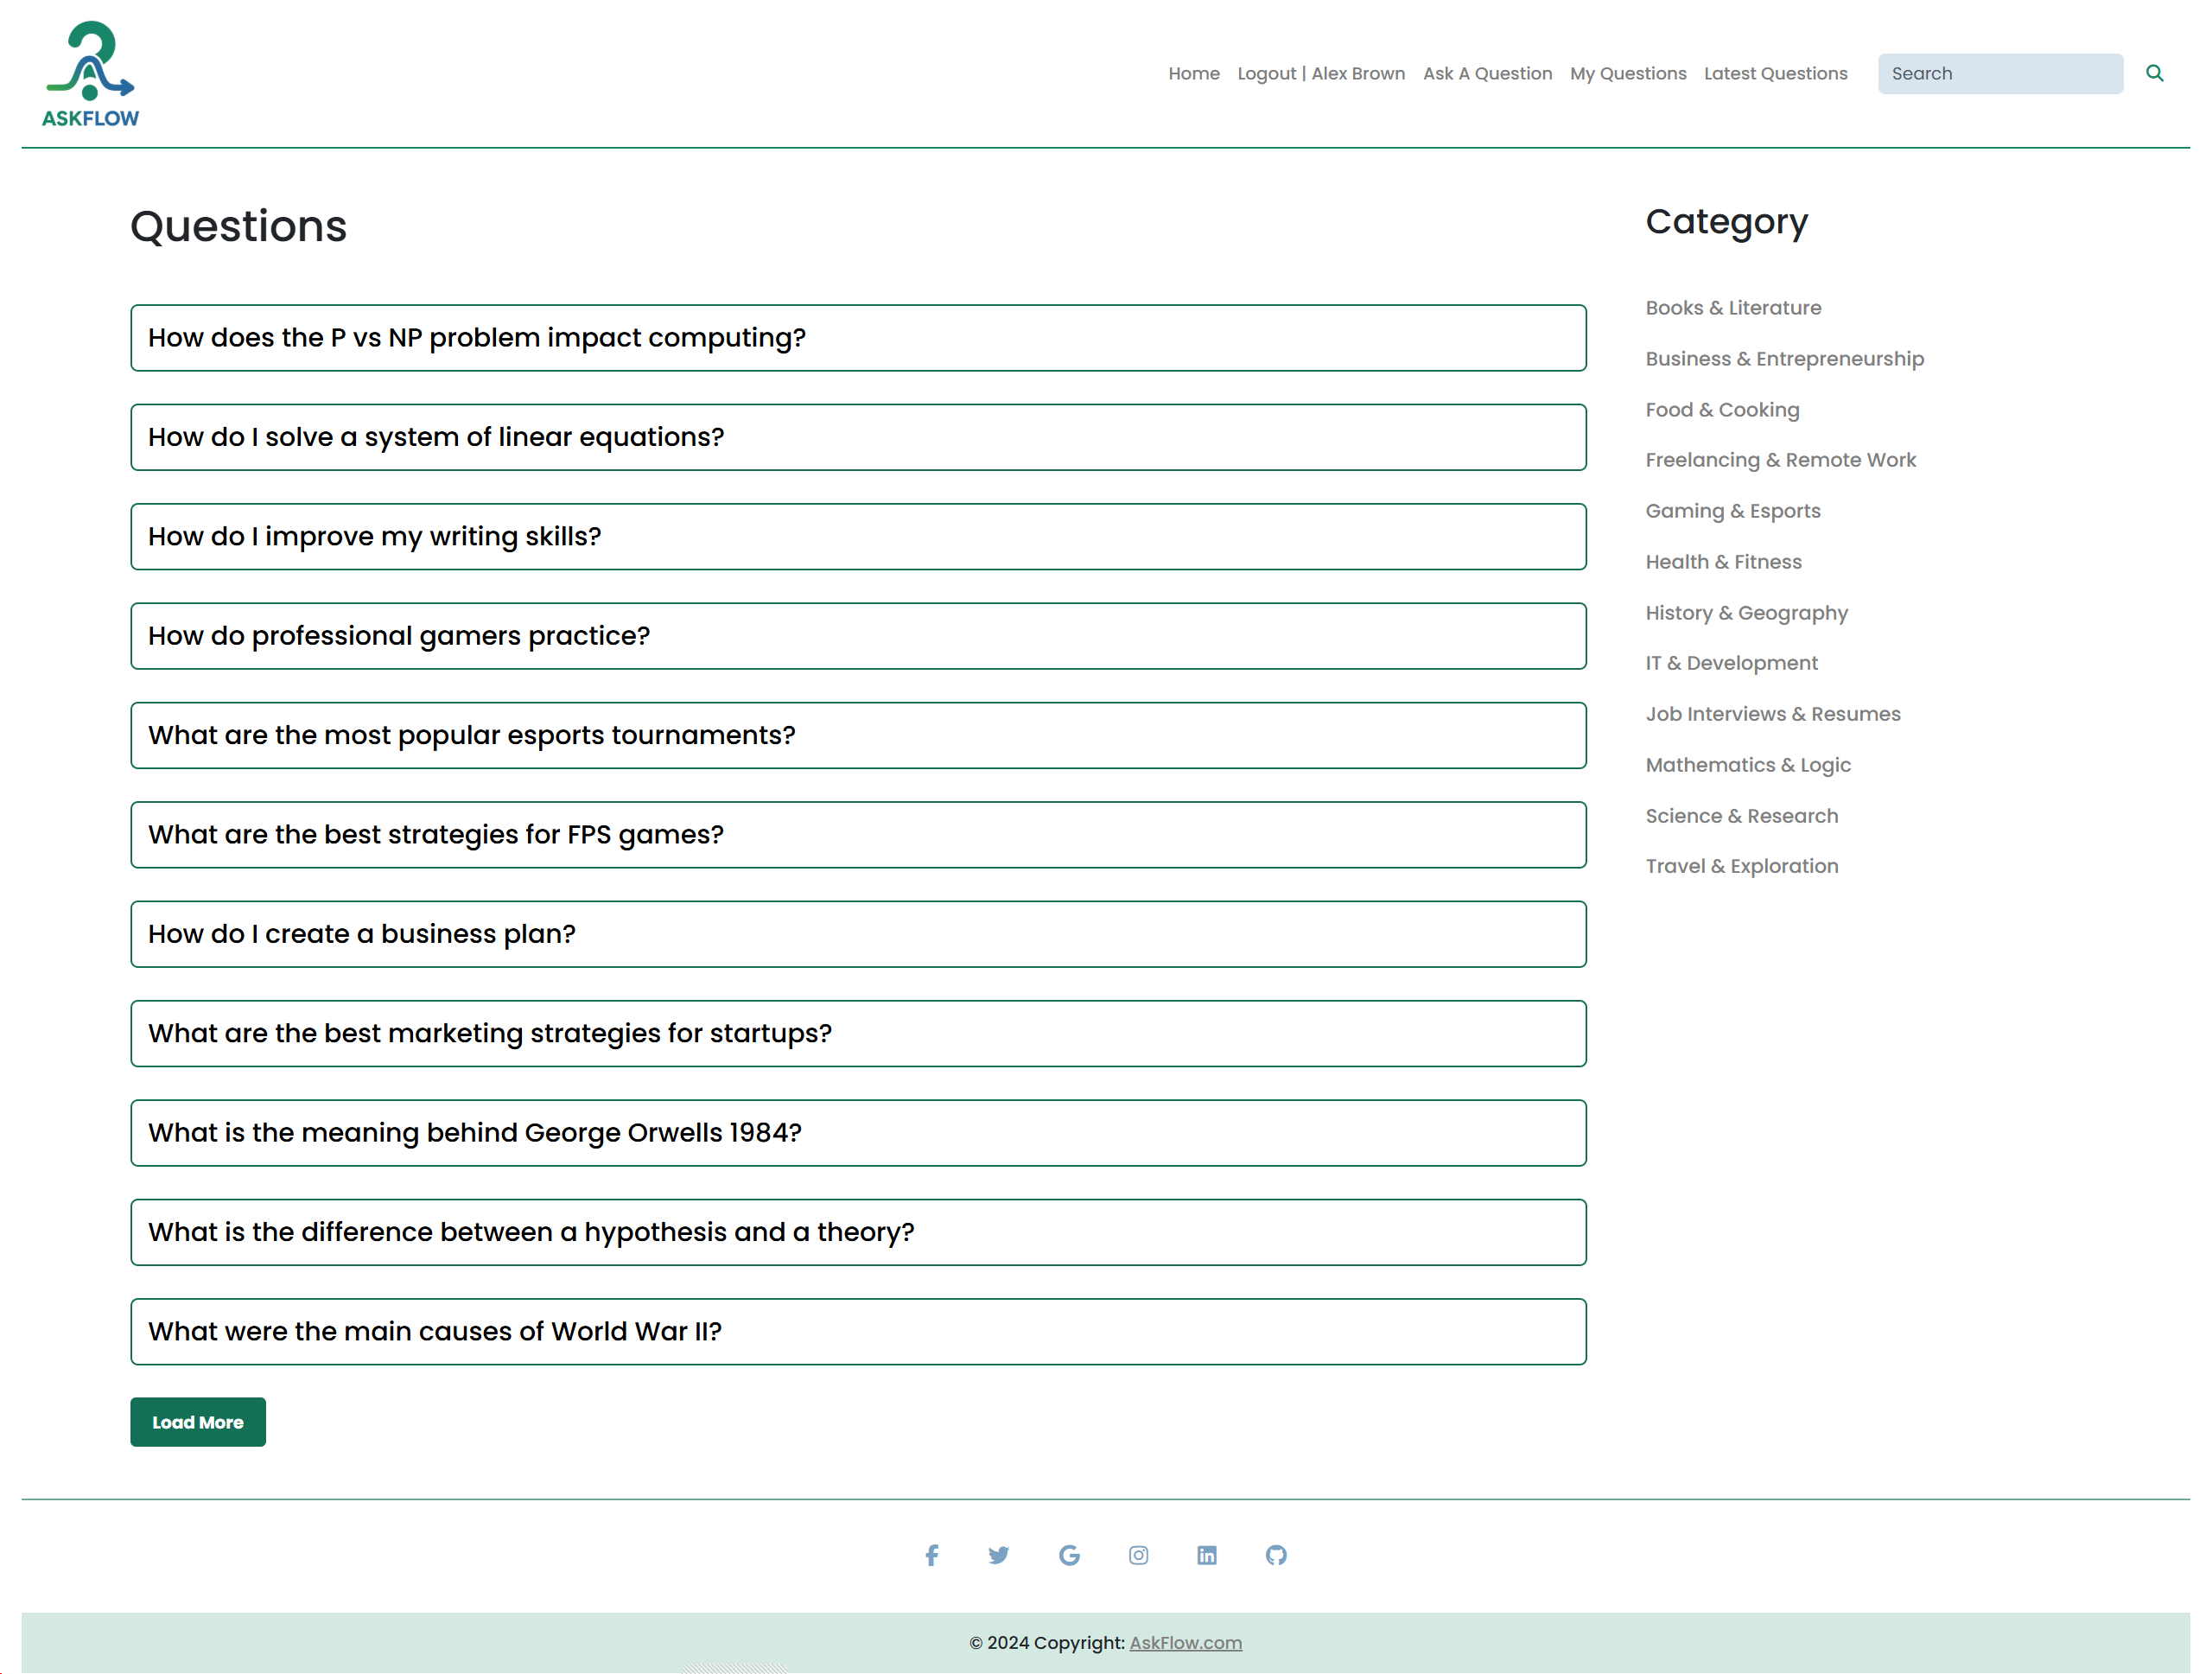 ASKFLOW
Home Logout | Alex Brown Ask A Question My Questions Latest Questions Search
Questions
How does the P vs NP problem impact computing?
How do I solve a system of linear equations?
How do I improve my writing skills?
How do professional gamers practice?
What are the most popular esports tournaments?
What are the best strategies for FPS games?
How do I create a business plan?
What are the best marketing strategies for startups?
What is the meaning behind George Orwells 1984?
What is the difference between a hypothesis and a theory?
What were the main causes of World War II?
Load More
Category
Books & Literature
Business & Entrepreneurship
Food & Cooking
Freelancing & Remote Work
Gaming & Esports
Health & Fitness
History & Geography
IT & Development
Job Interviews & Resumes
Mathematics & Logic
Science & Research
Travel & Exploration
© 2024 Copyright: AskFlow.com